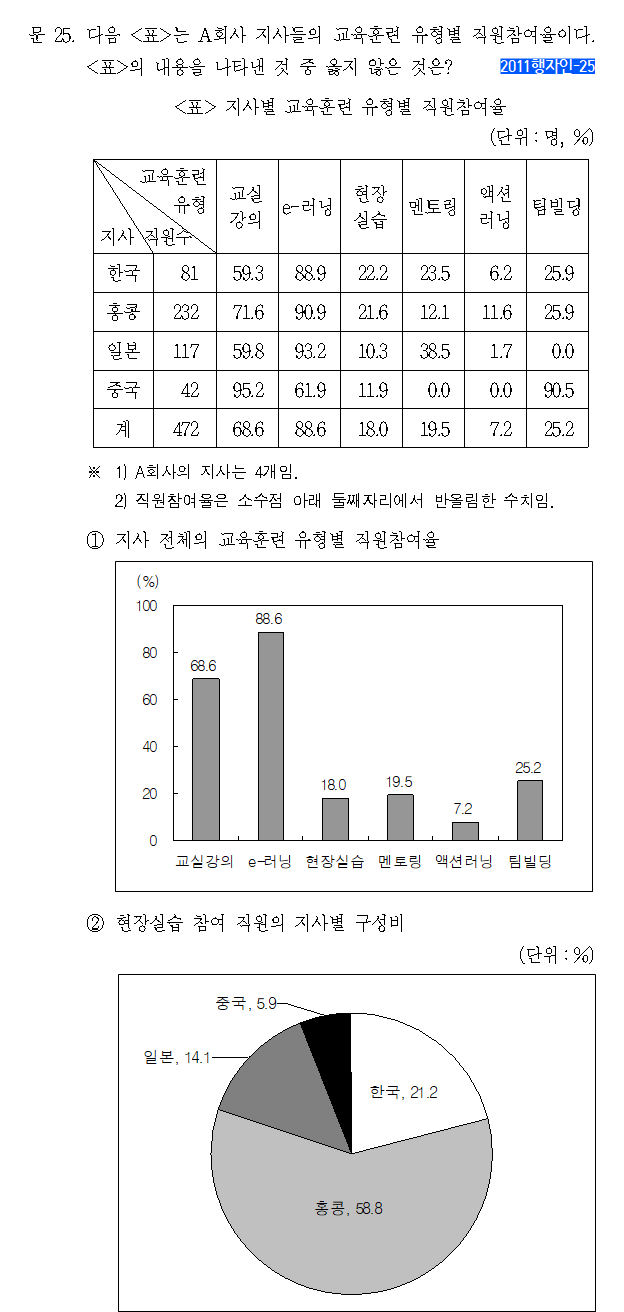 문 25. 다음 <표>는 A회사 지사들의 교육훈련 유형별 직원참여율이다.
<표>의 내용을 나타낸 것 중 옳지 않은 것은? 2011행자인-25
<표> 지사별 교육훈련 유형별 직원참여율
(단위 : 명, %)
교육훈련 유형 지사 직원수 교실 강의 e-러닝 현장 실습 멘토링 액션 러닝 팀빌딩
한국 81 59.3 88.9 22.2 23.5 6.2 25.9
홍콩 232 71.6 90.9 21.6 12.1 11.6 25.9
일본 117 59.8 93.2 10.3 38.5 1.7 0.0
중국 42 95.2 61.9 11.9 0.0 0.0 90.5
계 472 68.6 88.6 18.0 19.5 7.2 25.2
※ 1) A회사의 지사는 4개임.
2) 직원참여율은 소수점 아래 둘째자리에서 반올림한 수치임.
① 지사 전체의 교육훈련 유형별 직원참여율
(%)
100
80
60
40
20
0
68.6 88.6 18.0 19.5 7.2 25.2
교실강의 e-러닝 현장실습 멘토링 액션러닝 팀빌딩
② 현장실습 참여 직원의 지사별 구성비
(단위 : %)
중국, 5.9
일본, 14.1
한국, 21.2
홍콩, 58.8